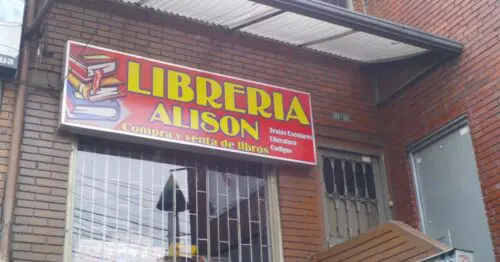 LIBRERIA
ALISON
Compra y venta de libros
Textos Escolares
Literatura
Codigos